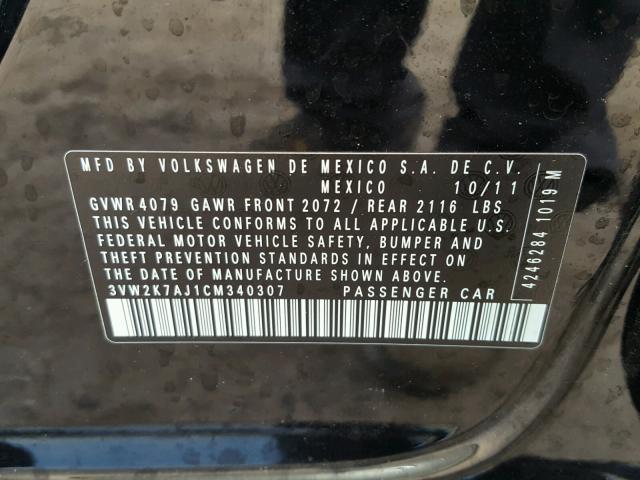 MFD BY VOLKSWAGEN DE MEXICO S.A. DE C.V.
MEXICO 10/11
GVWR 4079 GAWR FRONT 2072 / REAR 2116 LBS
THIS VEHICLE CONFORMS TO ALL APPLICABLE U.S.
FEDERAL MOTOR VEHICLE SAFETY, BUMPER AND
THEFT PREVENTION STANDARDS IN EFFECT ON
THE DATE OF MANUFACTURE SHOWN ABOVE.
3VW2K7AJ1CM340307 PASSENGER CAR
4246284 1019 M